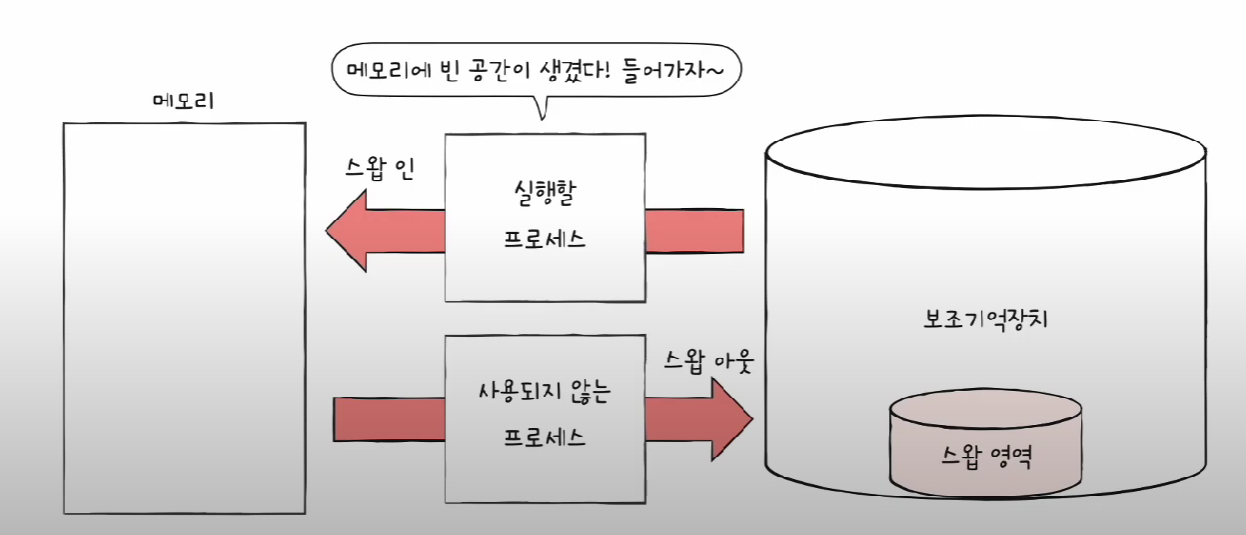 메모리에 빈 공간이 생겼다! 들어가자~
메모리
스왑 인
실행할
프로세스
보조기억장치
스왑 아웃
사용되지 않는
프로세스
스왑 영역